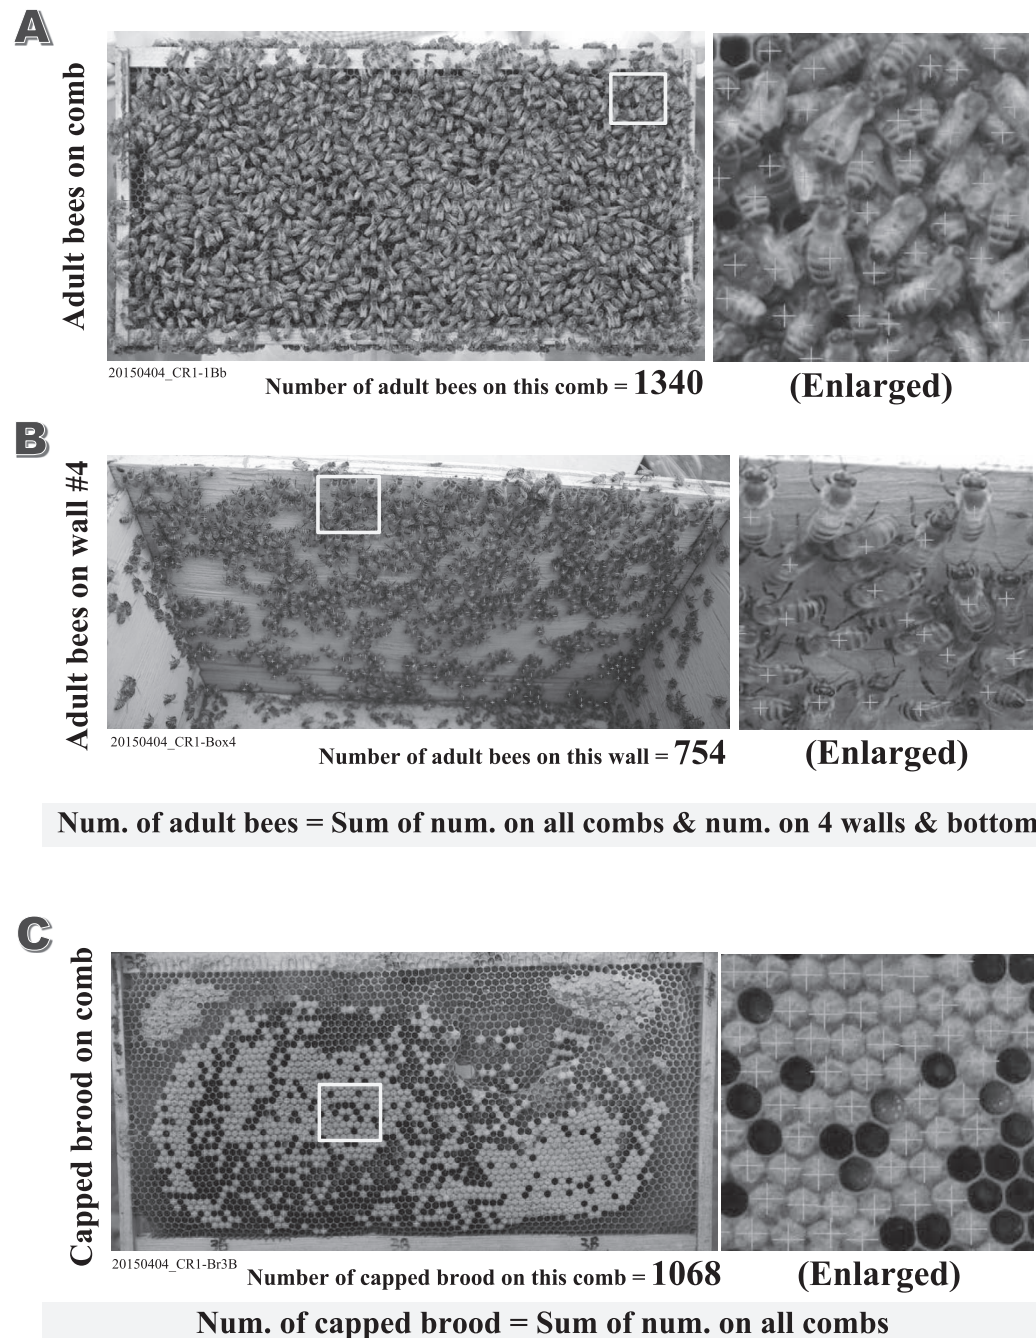 A
Adult bees on comb
20150404_CR1-1Bb
Number of adult bees on this comb = 1340
(Enlarged)
B
Adult bees on wall #4
20150404_CR1-Box4
Number of adult bees on this wall = 754
(Enlarged)
Num. of adult bees = Sum of num. on all combs & num. on 4 walls & bottom
C
Capped brood on comb
20150404_CR1-Br3B
Number of capped brood on this comb = 1068
(Enlarged)
Num. of capped brood = Sum of num. on all combs